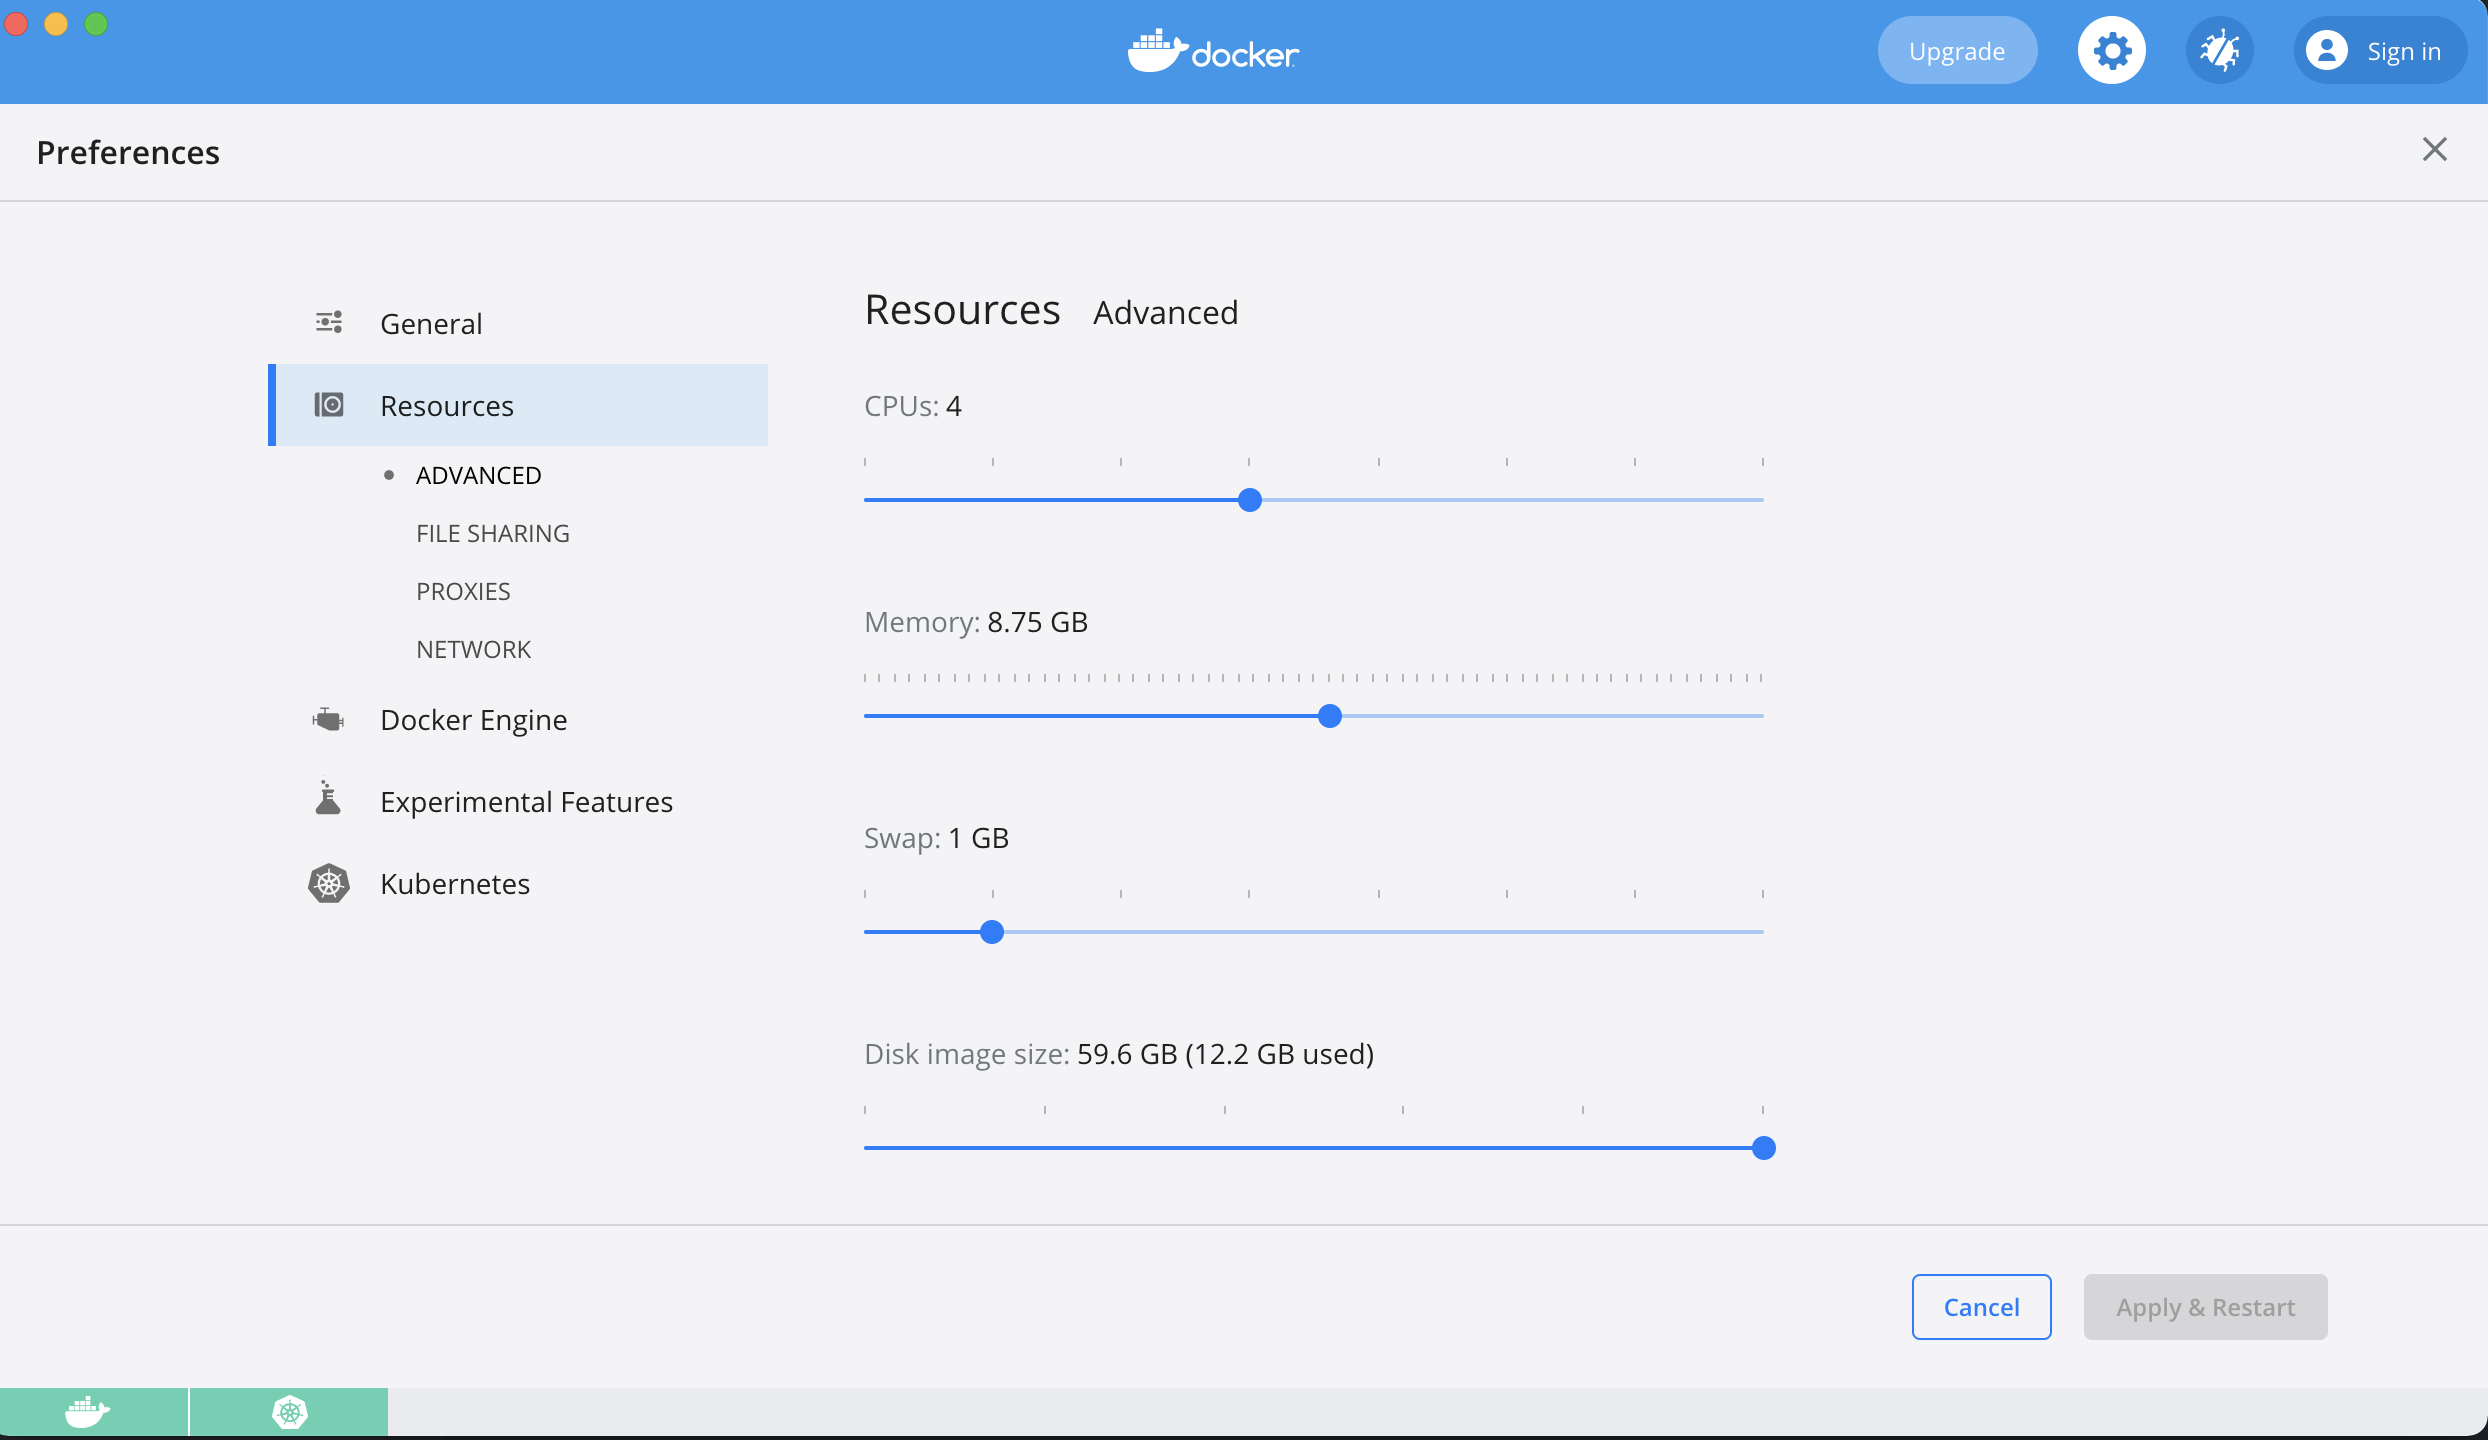 docker
Upgrade
Sign in
Preferences
General
Resources
ADVANCED
FILE SHARING
PROXIES
NETWORK
Docker Engine
Experimental Features
Kubernetes
Resources Advanced
CPUs: 4
Memory: 8.75 GB
Swap: 1 GB
Disk image size: 59.6 GB (12.2 GB used)
Cancel
Apply & Restart